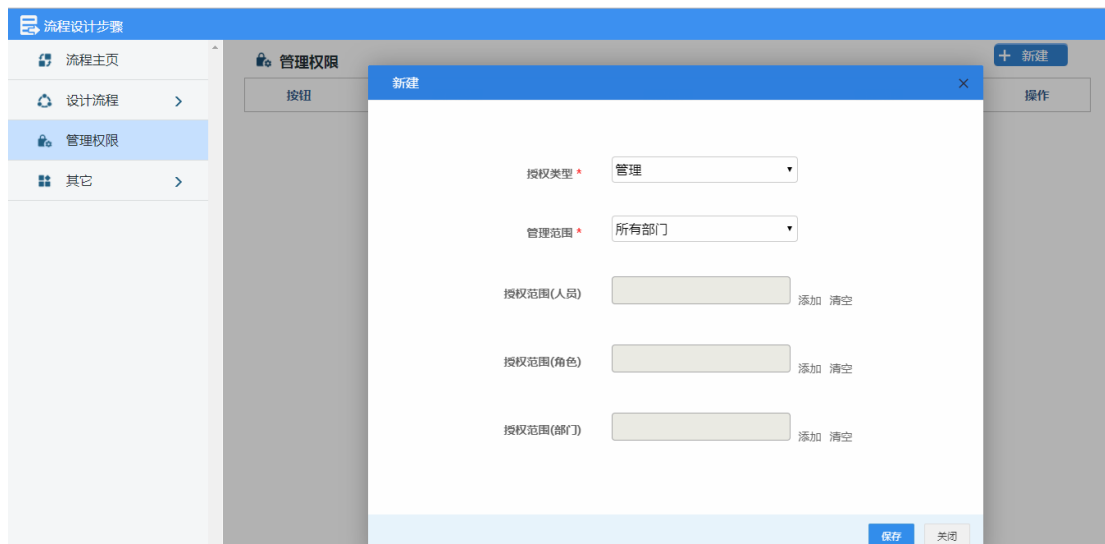 流程设计步骤
流程主页
设计流程
管理权限
其它
管理权限
+ 新建
按钮
操作
新建
授权类型 *
管理
管理范围 *
所有部门
授权范围(人员)
添加 清空
授权范围(角色)
添加 清空
授权范围(部门)
添加 清空
保存 关闭